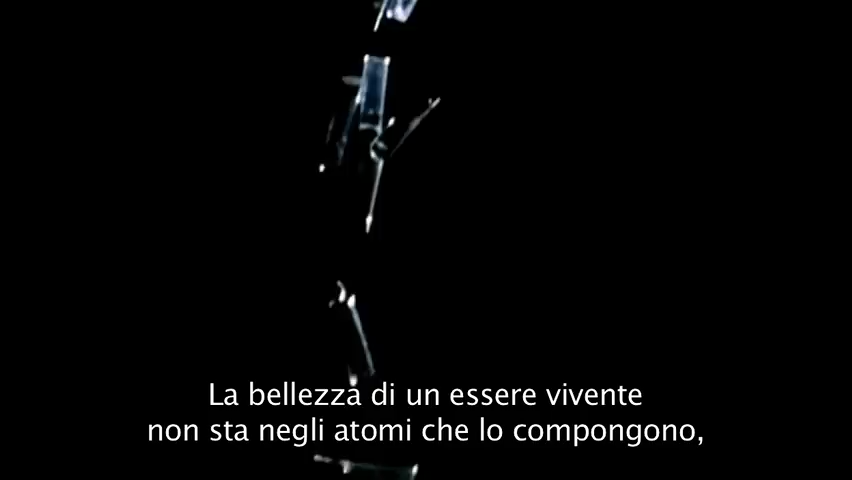 La bellezza di un essere vivente
non sta negli atomi che lo compongono,